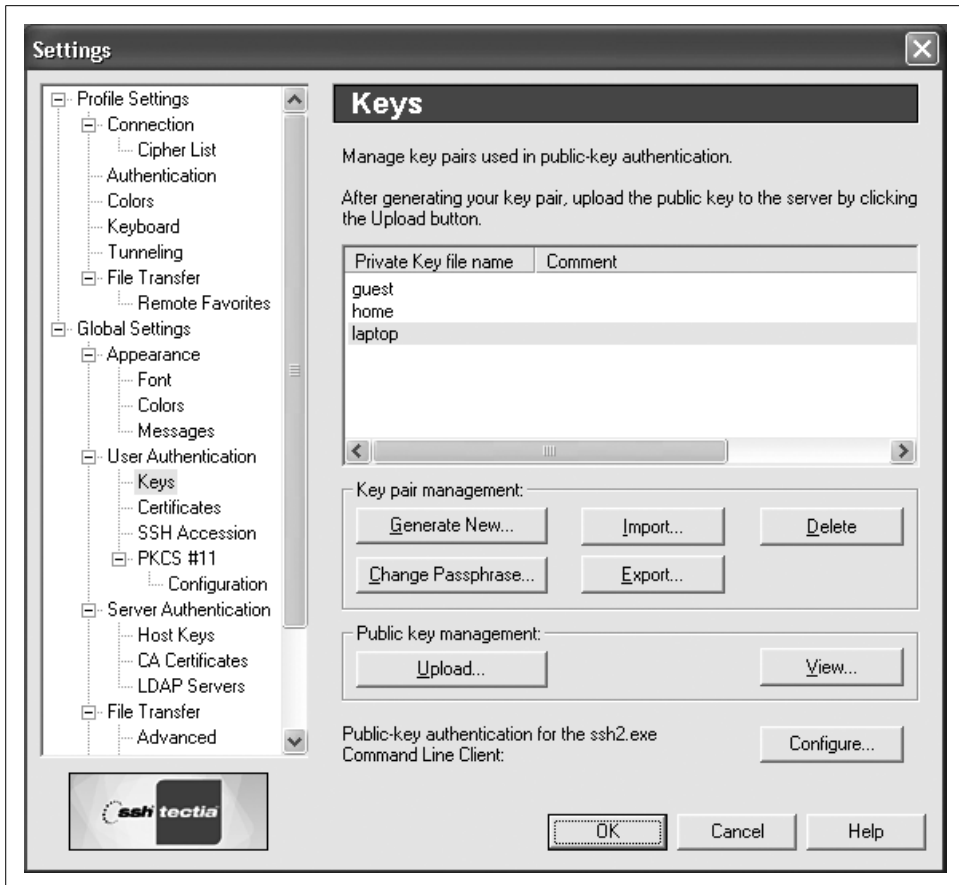 Settings
Profile Settings
Connection
Cipher List
Authentication
Colors
Keyboard
Tunneling
File Transfer
Remote Favorites
Global Settings
Appearance
Font
Colors
Messages
User Authentication
Keys
Certificates
SSH Accession
PKCS #11
Configuration
Server Authentication
Host Keys
CA Certificates
LDAP Servers
File Transfer
Advanced
ssh tectia
Keys
Manage key pairs used in public-key authentication.
After generating your key pair, upload the public key to the server by clicking
the Upload button.
Private Key file name Comment
guest
home
laptop
Key pair management:
Generate New... Import... Delete
Change Passphrase... Export...
Public key management:
Upload... View...
Public-key authentication for the ssh2.exe
Command Line Client:
Configure...
OK Cancel Help